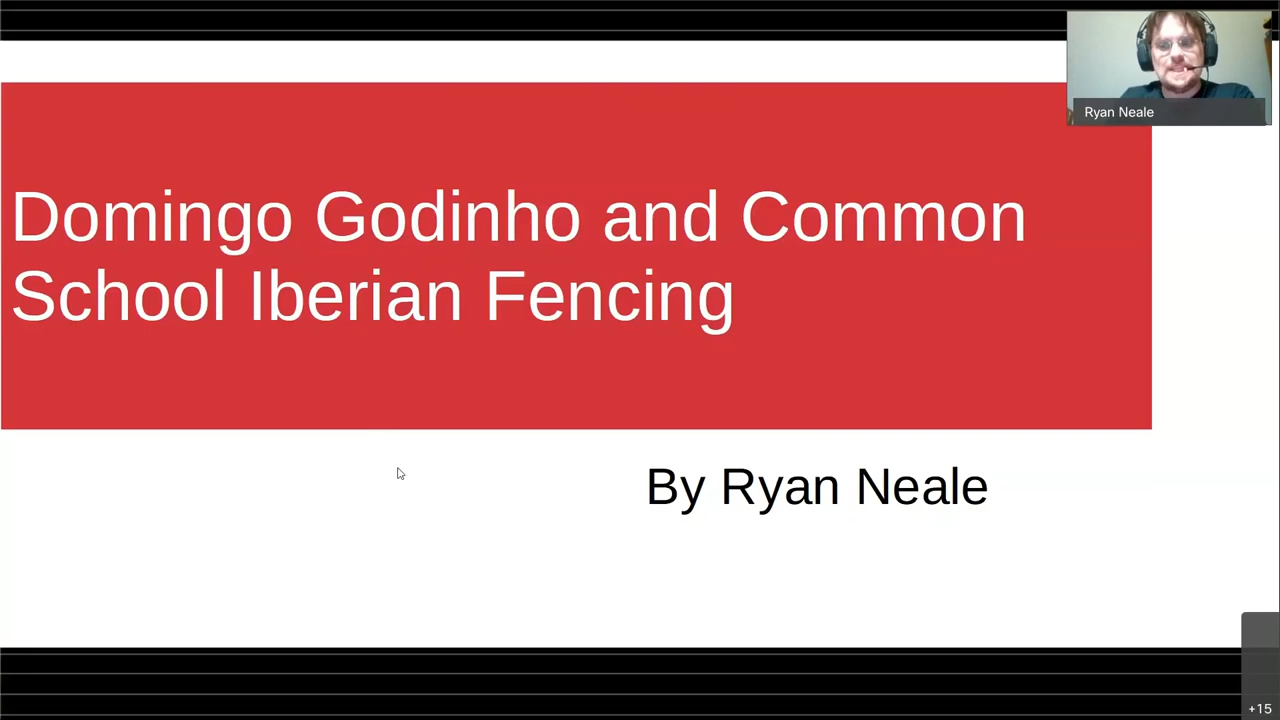 Ryan Neale
Domingo Godinho and Common
School Iberian Fencing
By Ryan Neale
+15